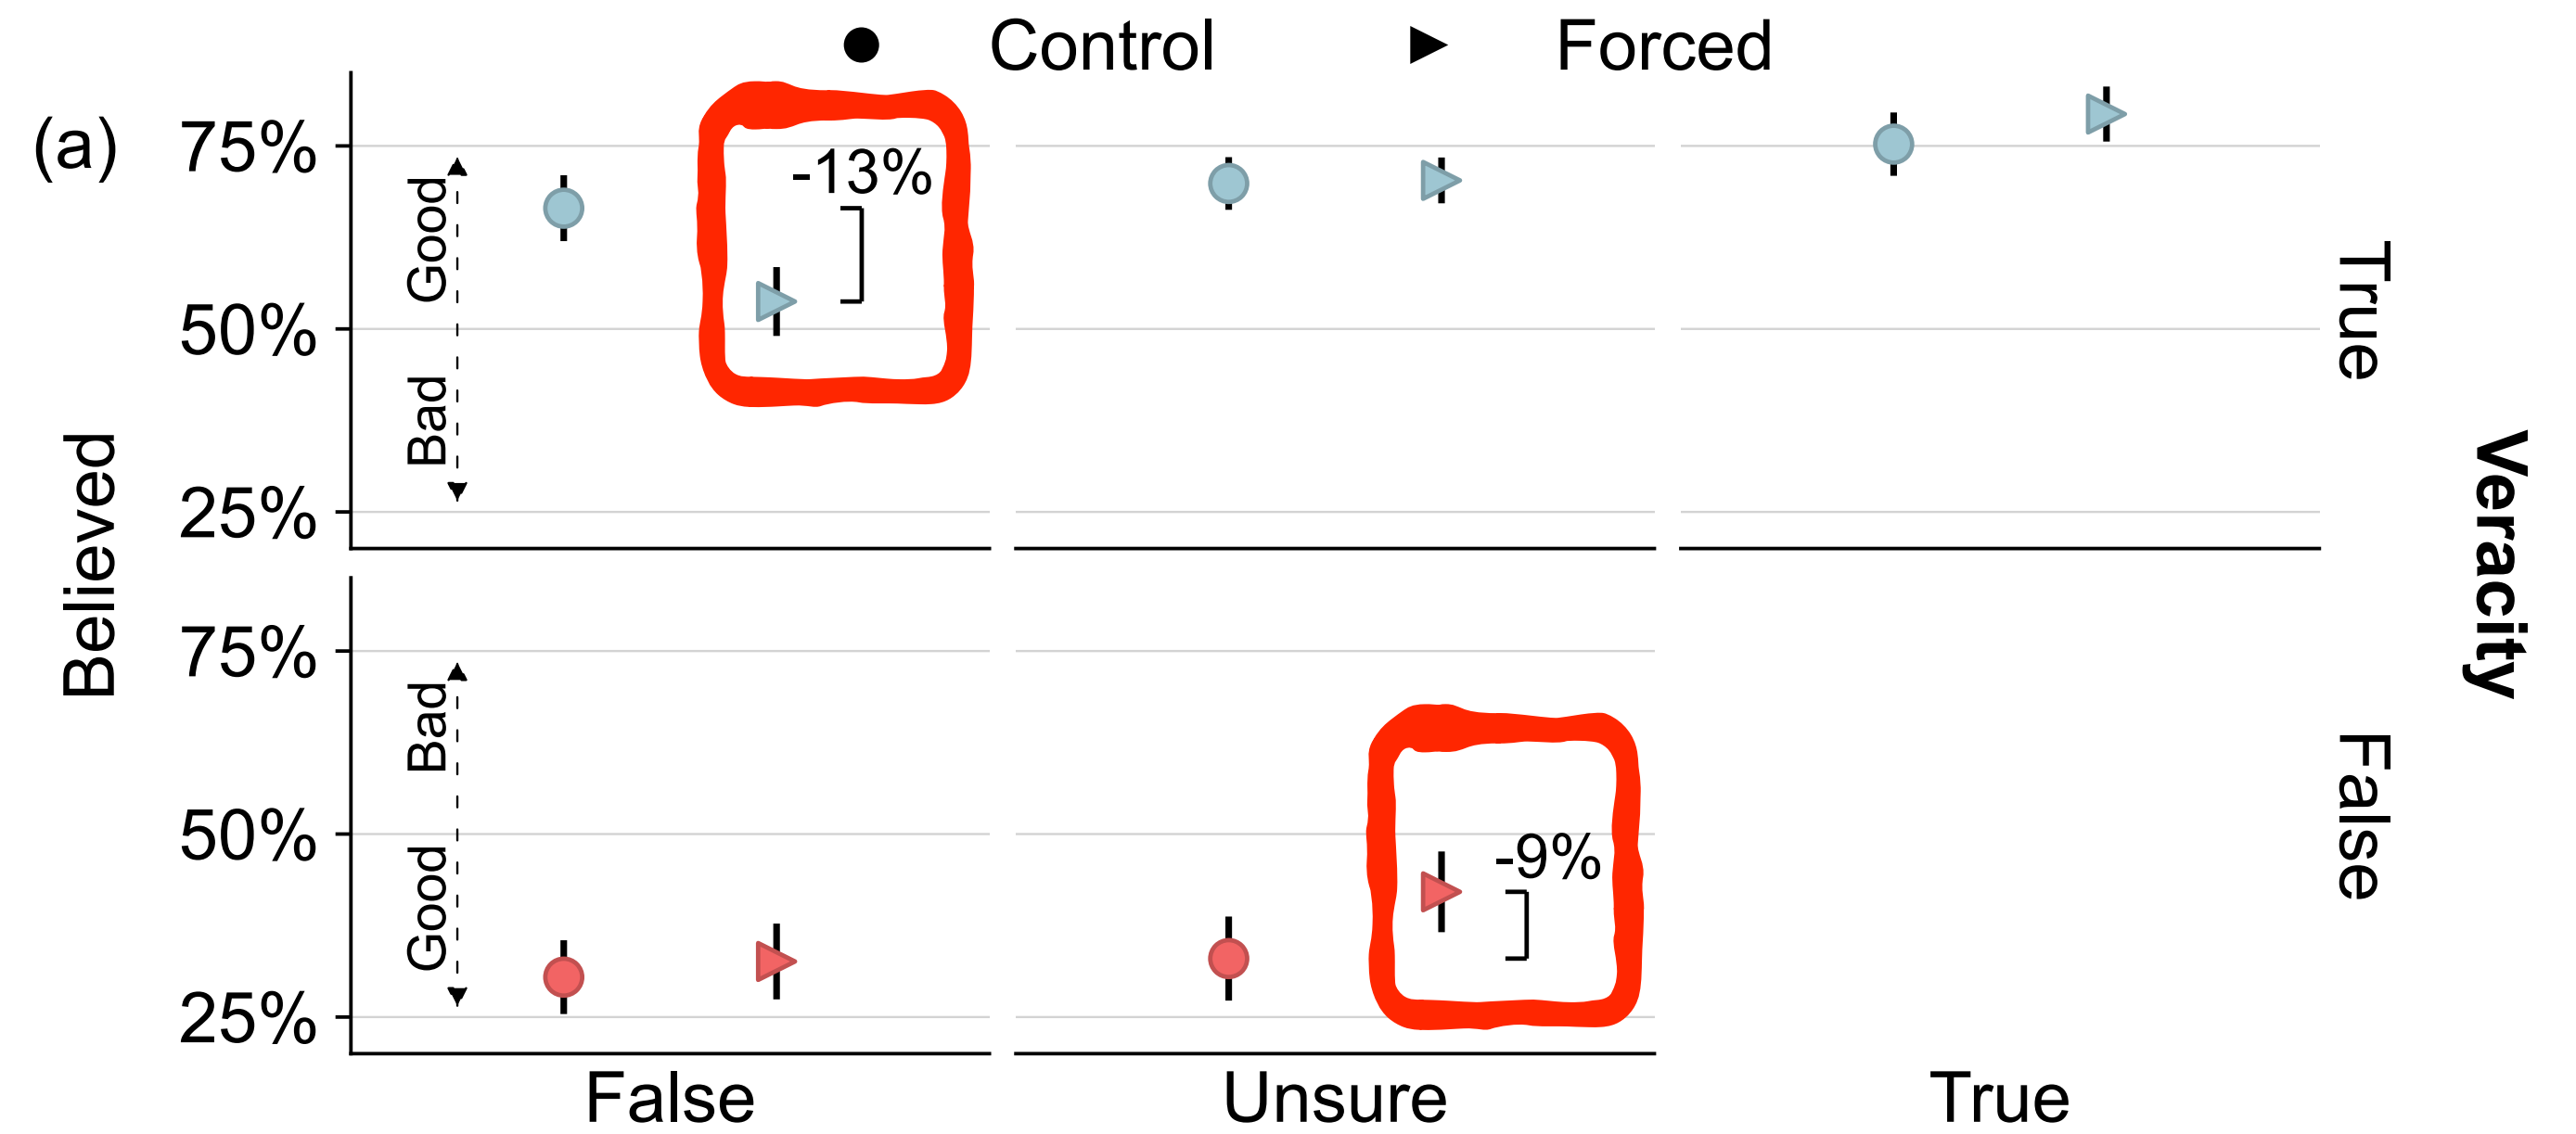 Control Forced
(a)
75%
50%
25%
Good
Bad
-13%
True
Believed
Veracity
75%
50%
25%
Bad
Good
-9%
False
False Unsure True